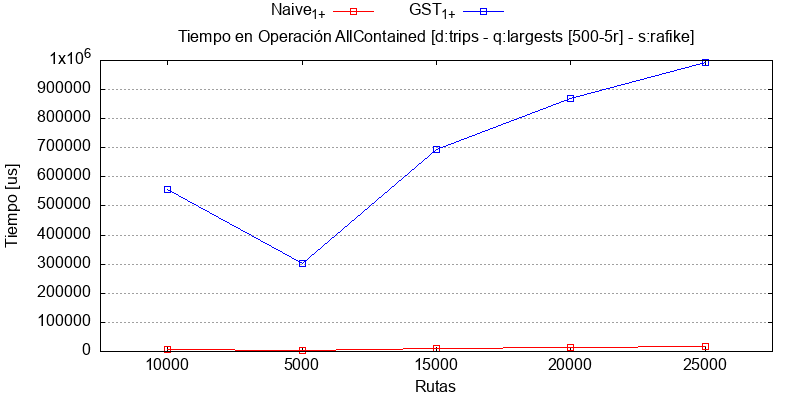 Naive1+ GST1+
Tiempo en Operación AllContained [d:trips - q:largests [500-5r] - s:rafike]
1x10^6
900000
800000
700000
600000
500000
400000
300000
200000
100000
0
Tiempo [us]
10000 5000 15000 20000 25000
Rutas